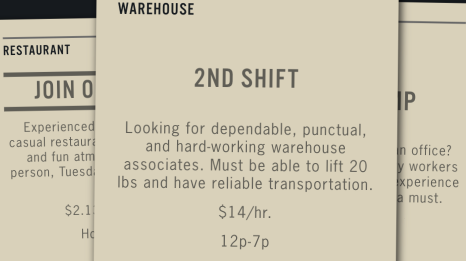 RESTAURANT
JOIN O
Experienced
casual restaura
and fun atm
person, Tuesda
$2.1
Ho
WAREHOUSE
2ND SHIFT
Looking for dependable, punctual,
and hard-working warehouse
associates. Must be able to lift 20
lbs and have reliable transportation.
$14/hr.
12p-7p
IP
n office?
y workers
experience
a must.